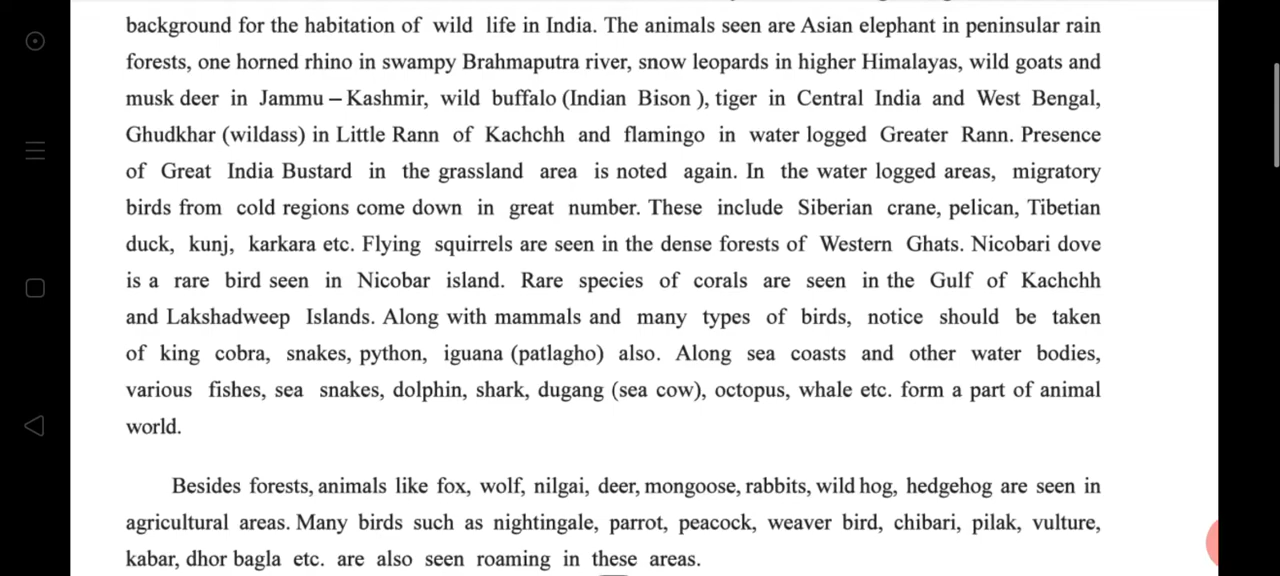 background for the habitation of wild life in India. The animals seen are Asian elephant in peninsular rain
forests, one horned rhino in swampy Brahmaputra river, snow leopards in higher Himalayas, wild goats and
musk deer in Jammu – Kashmir, wild buffalo (Indian Bison ), tiger in Central India and West Bengal,
Ghudkhar (wildass) in Little Rann of Kachchh and flamingo in water logged Greater Rann. Presence
of Great India Bustard in the grassland area is noted again. In the water logged areas, migratory
birds from cold regions come down in great number. These include Siberian crane, pelican, Tibetian
duck, kunj, karkara etc. Flying squirrels are seen in the dense forests of Western Ghats. Nicobari dove
is a rare bird seen in Nicobar island. Rare species of corals are seen in the Gulf of Kachchh
and Lakshadweep Islands. Along with mammals and many types of birds, notice should be taken
of king cobra, snakes, python, iguana (patlagho) also. Along sea coasts and other water bodies,
various fishes, sea snakes, dolphin, shark, dugang (sea cow), octopus, whale etc. form a part of animal
world.
Besides forests, animals like fox, wolf, nilgai, deer, mongoose, rabbits, wild hog, hedgehog are seen in
agricultural areas. Many birds such as nightingale, parrot, peacock, weaver bird, chibari, pilak, vulture,
kabar, dhor bagla etc. are also seen roaming in these areas.